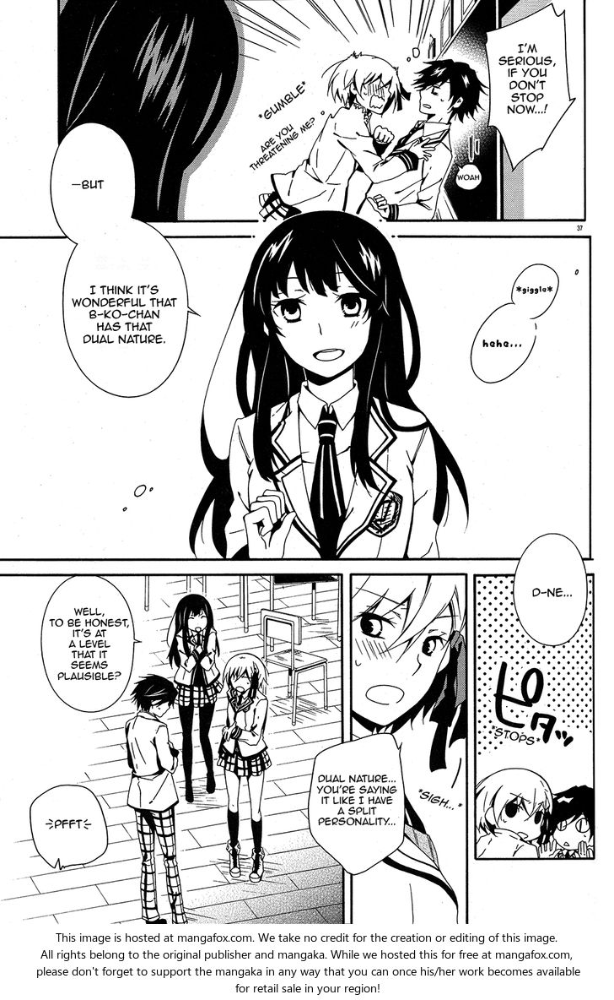 I'M
SERIOUS,
IF YOU
DON'T
STOP
NOW...!
*GUMBLE*
ARE YOU
THREATENING ME?
WOAH
37
—BUT
I THINK IT'S
WONDERFUL THAT
B-KO-CHAN
HAS THAT
DUAL NATURE.
*giggle*
hehe...
D-NE...
ピタッ
*STOPS*
DUAL NATURE...
YOU'RE SAYING
IT LIKE I HAVE
A SPLIT
PERSONALITY...
*SIGH...*
WELL,
TO BE HONEST,
IT'S AT
A LEVEL
THAT IT
SEEMS
PLAUSIBLE?
PFFT
This image is hosted at mangafox.com. We take no credit for the creation or editing of this image.
All rights belong to the original publisher and mangaka. While we hosted this for free at mangafox.com,
please don't forget to support the mangaka in any way that you can once his/her work becomes available
for retail sale in your region!